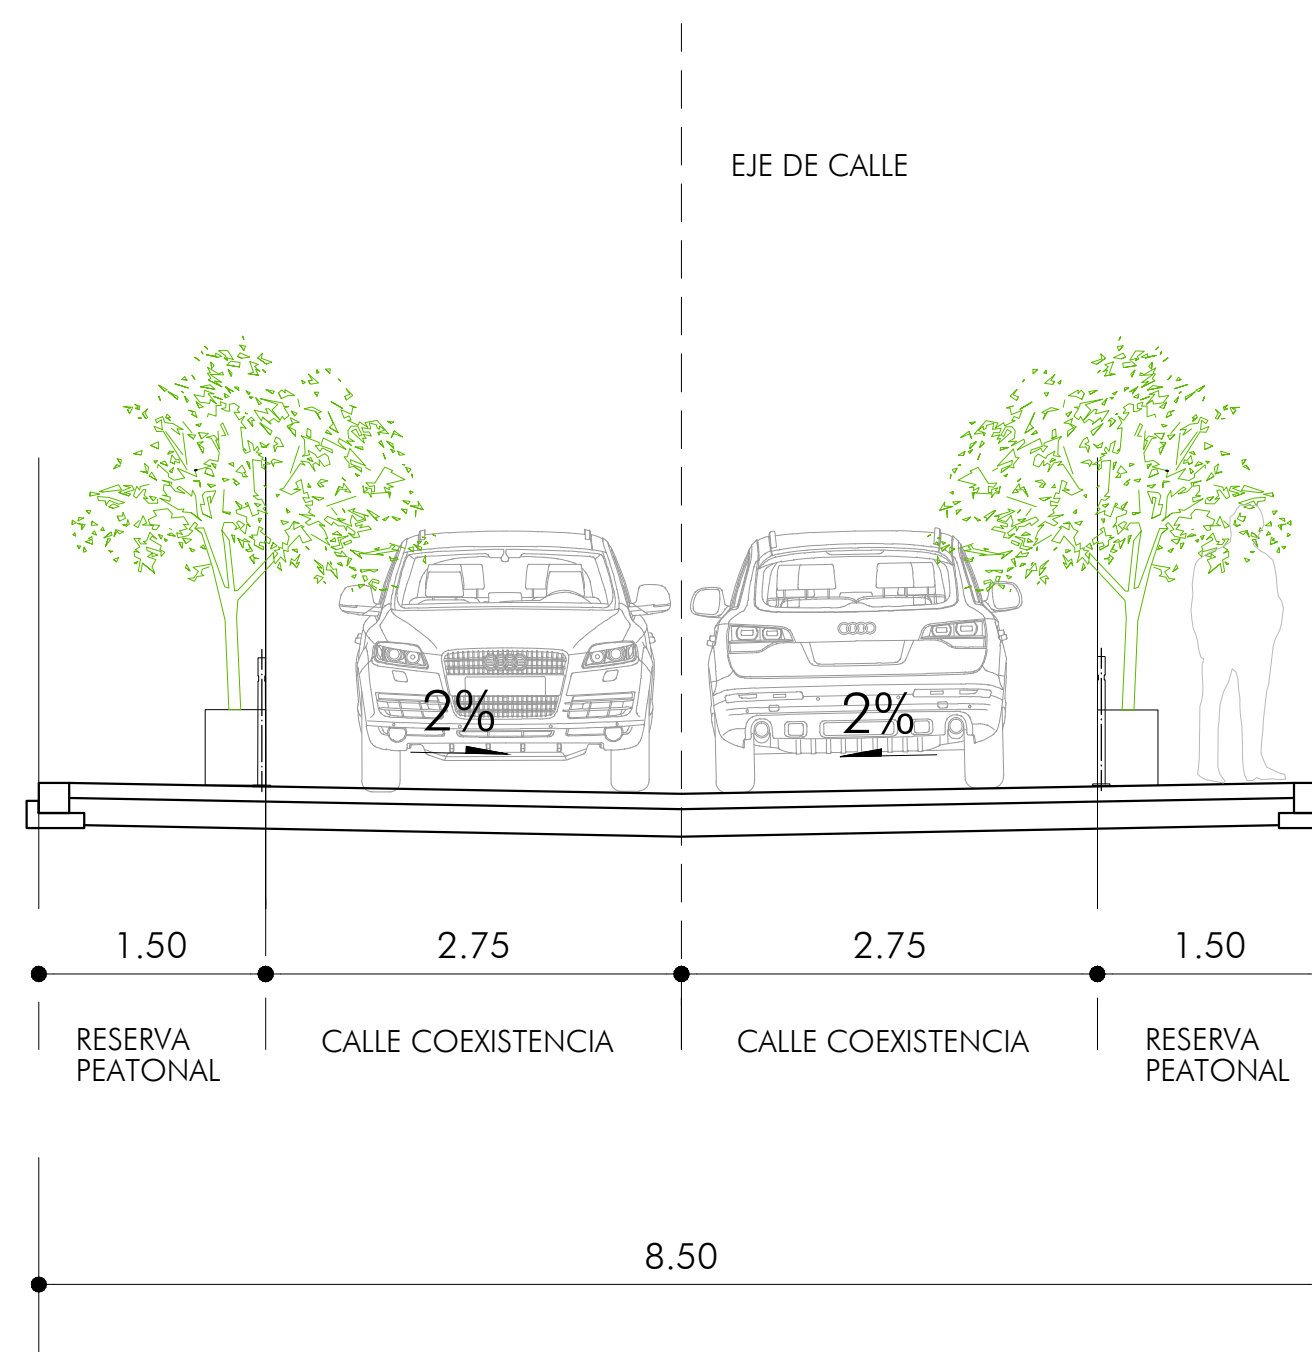 EJE DE CALLE
2%
2%
1.50
2.75
2.75
1.50
RESERVA
PEATONAL
CALLE COEXISTENCIA
CALLE COEXISTENCIA
RESERVA
PEATONAL
8.50